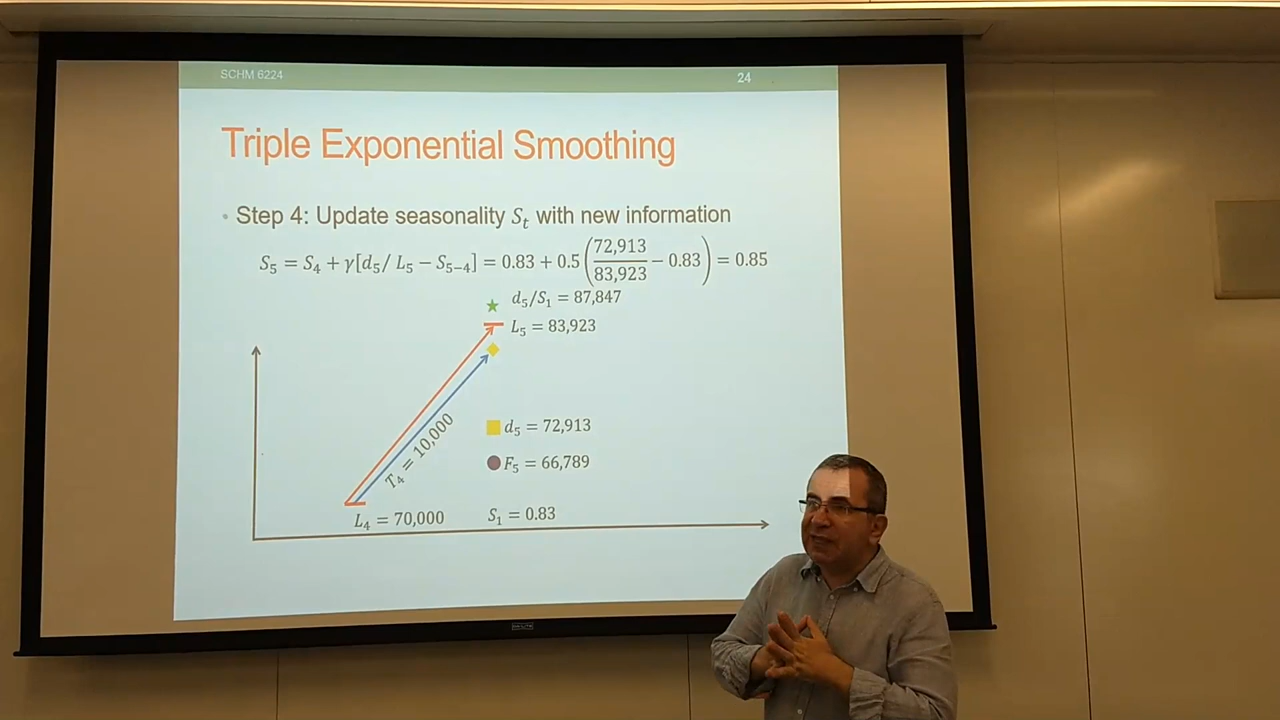 SCHM 6224
24
Triple Exponential Smoothing
• Step 4: Update seasonality S_t with new information
S_5 = S_4 + γ[d_5/ L_5 − S_{5−4}] = 0.83 + 0.5(72,913/83,923 − 0.83) = 0.85
d_5/S_1 = 87,847
L_5 = 83,923
T_4 = 10,000
d_5 = 72,913
F_5 = 66,789
L_4 = 70,000
S_1 = 0.83